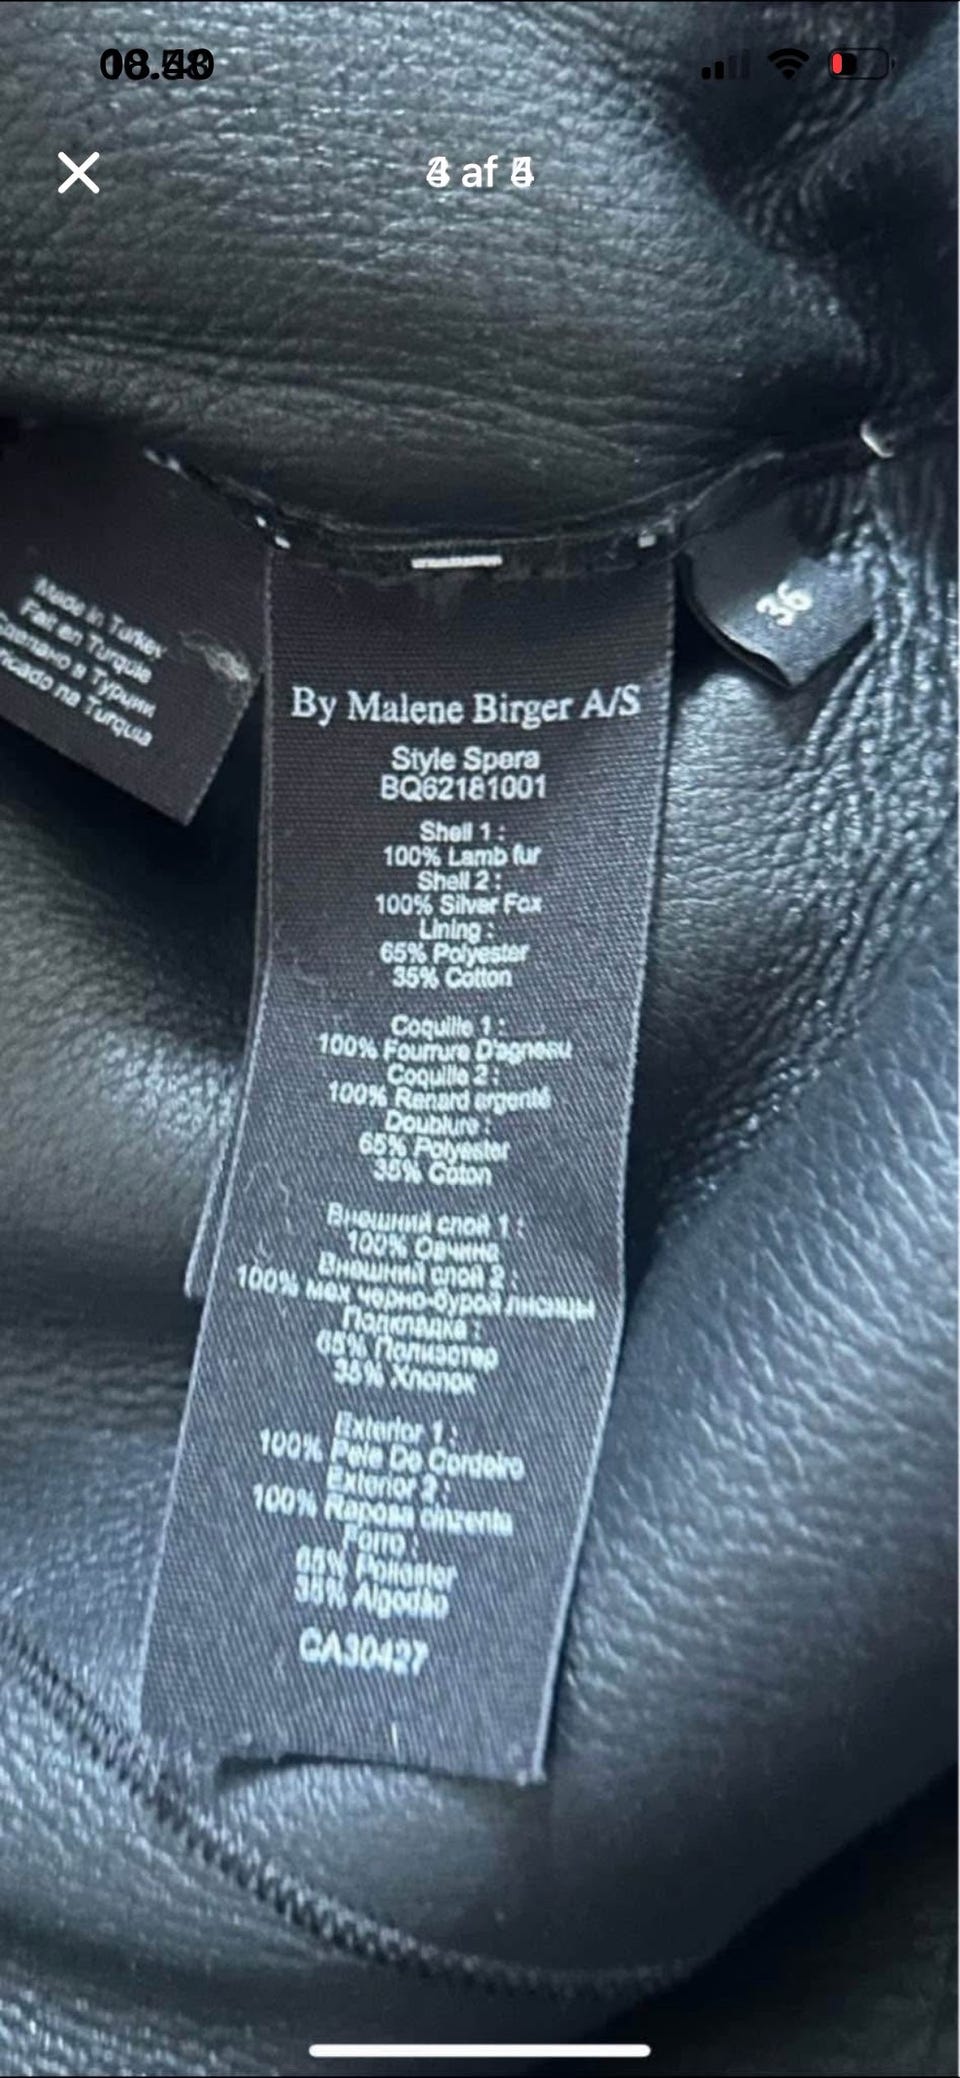 af
Made in Turkey
Fait en Turquie
Сделано в Турции
na Turquia
36
By Malene Birger A/S
Style Spera
BQ62181001
Shell 1 :
100% Lamb fur
Shell 2 :
100% Silver Fox
Lining :
65% Polyester
35% Cotton
Coquille 1 :
100% Fourrure D'agneau
Coquille 2 :
100% Renard argenté
Doublure :
65% Polyester
35% Coton
Внешний слой 1 :
100% Овчина
Внешний слой 2 :
100% мех черно-бурой лисицы
Подкладка :
65% Полиэстер
35% Хлопок
Exterior 1 :
100% Pele De Cordeiro
Exterior 2 :
100% Raposa cinzenta
Forro :
65% Poliester
35% Algodão
CA30427